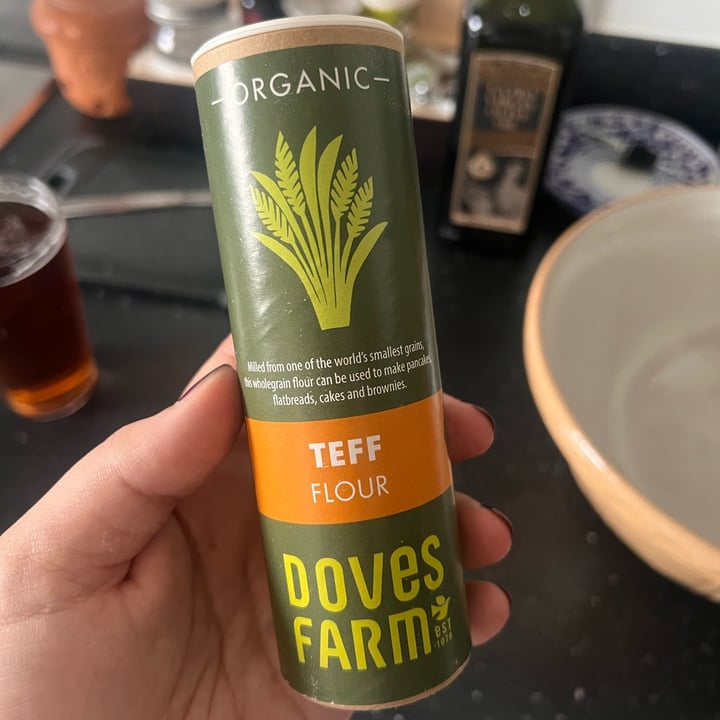 ORGANIC
Milled from one of the world's smallest grains,
this wholegrain flour can be used to make pancakes,
flatbreads, cakes and brownies.
TEFF
FLOUR
DOVES
FARM
EST
1978